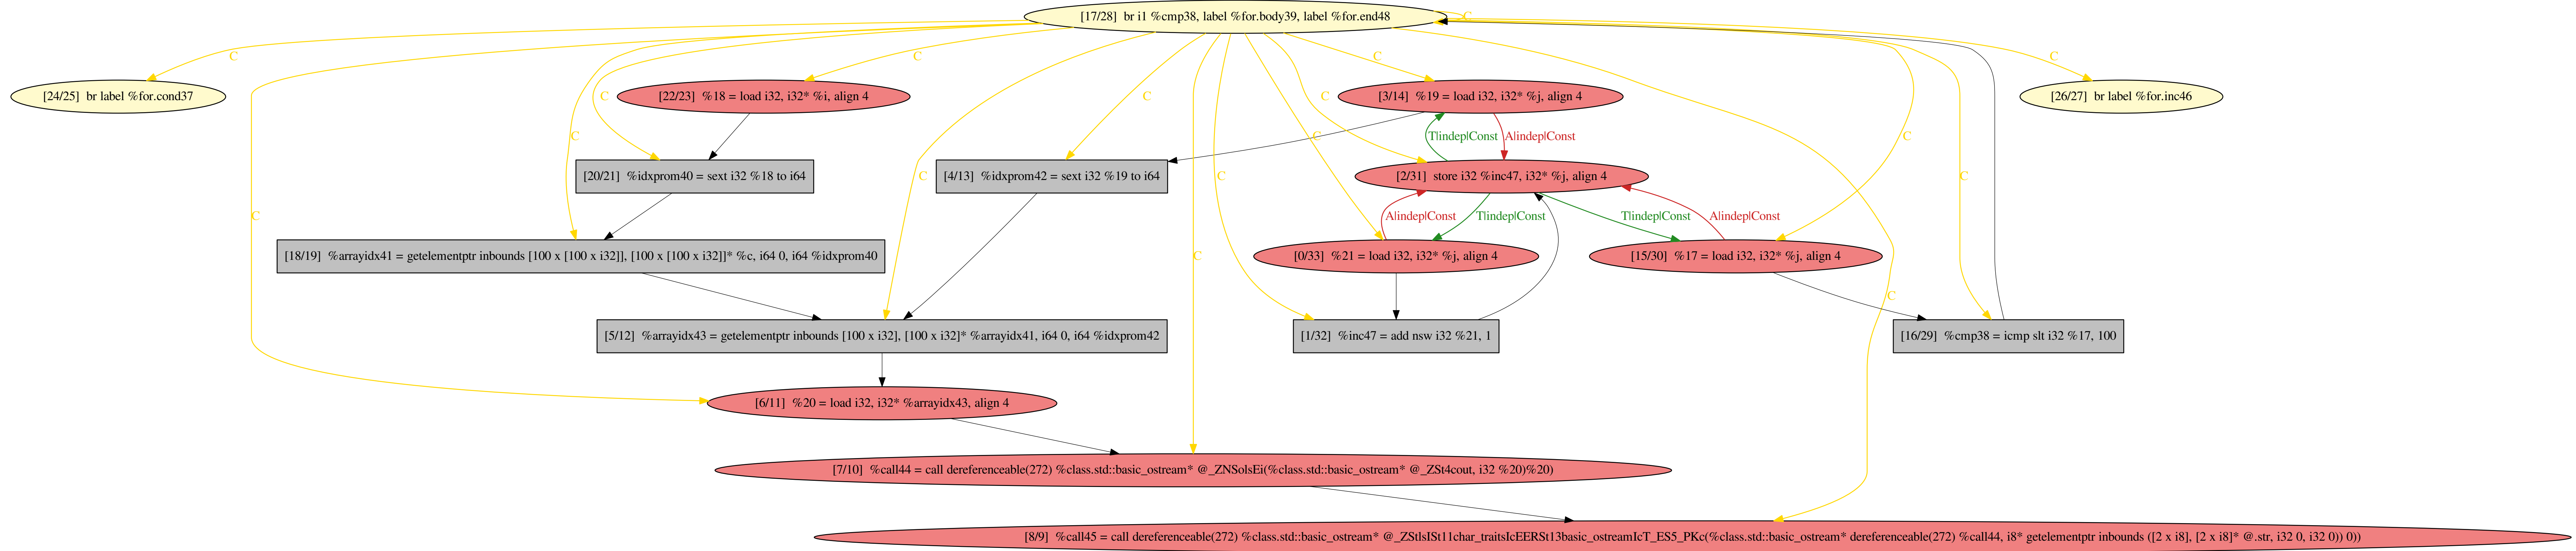 [17/28] br i1 %cmp38, label %for.body39, label %for.end48
C
C
C
C
[24/25] br label %for.cond37
[22/23] %18 = load i32, i32* %i, align 4
[3/14] %19 = load i32, i32* %j, align 4
[26/27] br label %for.inc46
C
C
C
C
C
C
T|indep|Const
A|indep|Const
C
[20/21] %idxprom40 = sext i32 %18 to i64
[4/13] %idxprom42 = sext i32 %19 to i64
[2/31] store i32 %inc47, i32* %j, align 4
C
C
C
C
A|indep|Const
T|indep|Const
T|indep|Const
A|indep|Const
[18/19] %arrayidx41 = getelementptr inbounds [100 x [100 x i32]], [100 x [100 x i32]]* %c, i64 0, i64 %idxprom40
C
[0/33] %21 = load i32, i32* %j, align 4
[15/30] %17 = load i32, i32* %j, align 4
C
[5/12] %arrayidx43 = getelementptr inbounds [100 x i32], [100 x i32]* %arrayidx41, i64 0, i64 %idxprom42
[1/32] %inc47 = add nsw i32 %21, 1
[16/29] %cmp38 = icmp slt i32 %17, 100
[6/11] %20 = load i32, i32* %arrayidx43, align 4
[7/10] %call44 = call dereferenceable(272) %class.std::basic_ostream* @_ZNSolsEi(%class.std::basic_ostream* @_ZSt4cout, i32 %20)%20)
[8/9] %call45 = call dereferenceable(272) %class.std::basic_ostream* @_ZStlsISt11char_traitsIcEERSt13basic_ostreamIcT_ES5_PKc(%class.std::basic_ostream* dereferenceable(272) %call44, i8* getelementptr inbounds ([2 x i8], [2 x i8]* @.str, i32 0, i32 0)) 0))